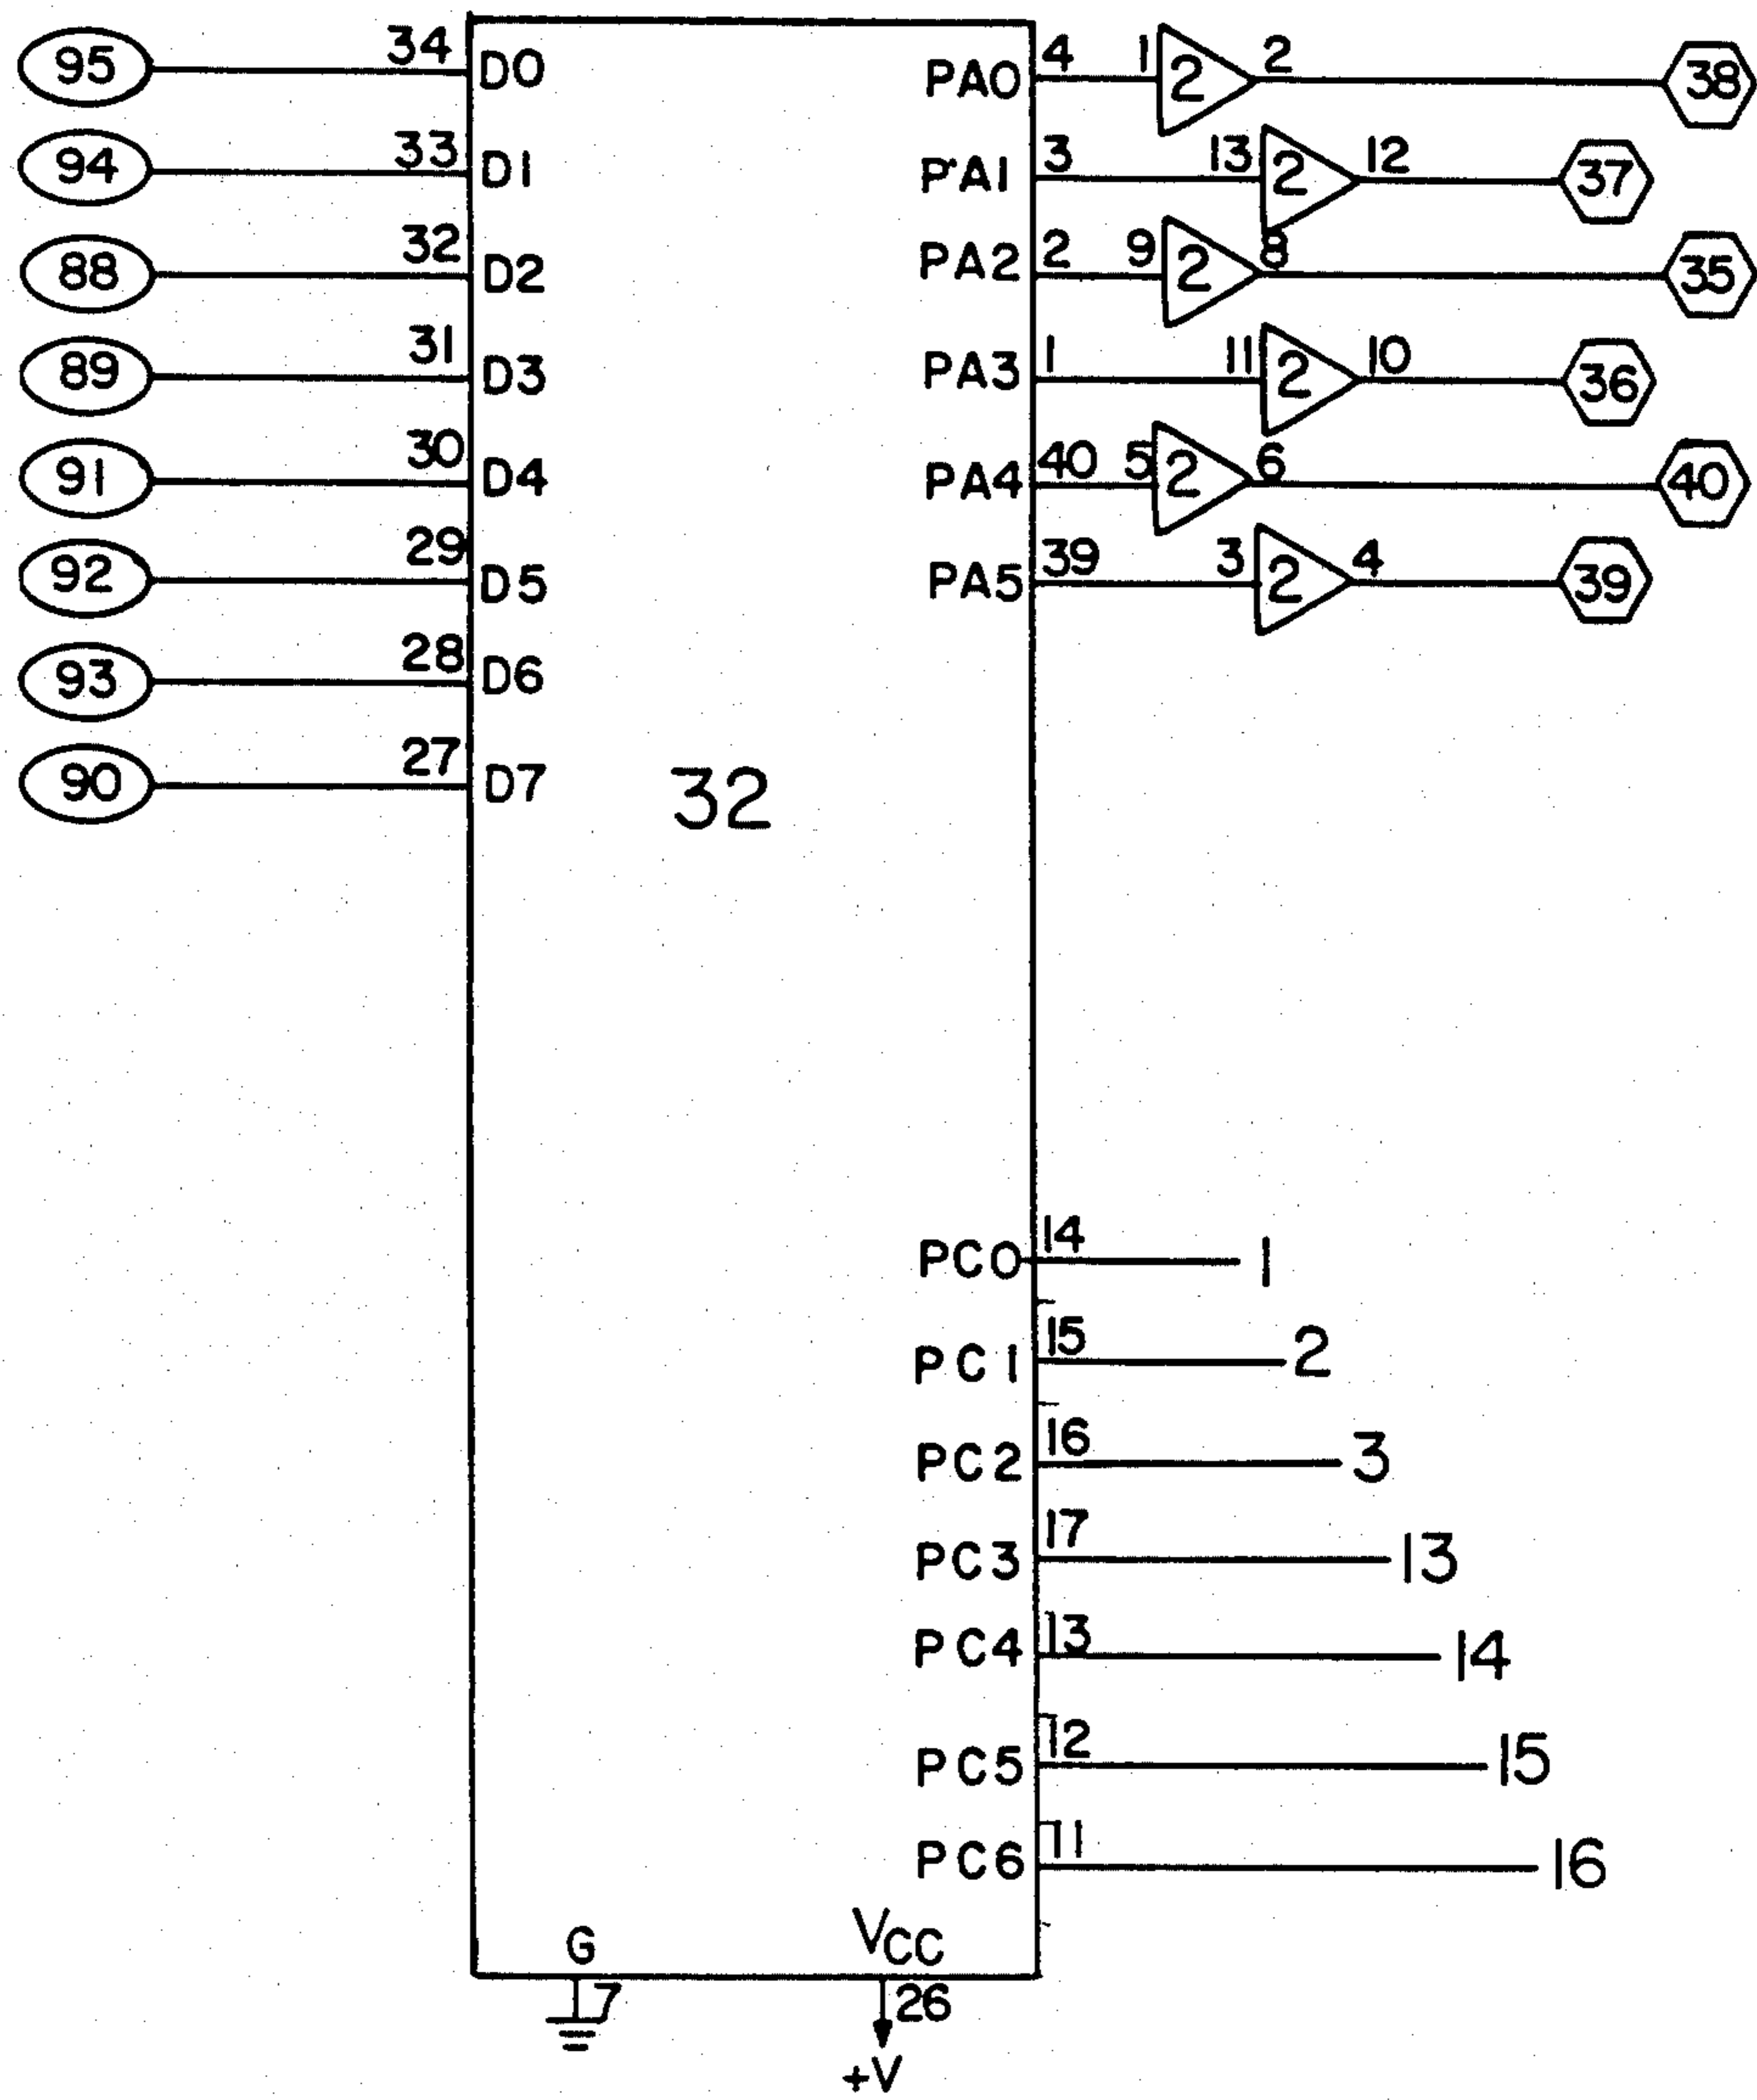 95 34 D0 PA0 4 1 2 2 38
94 33 D1 PA1 3 13 2 12 37
88 32 D2 PA2 2 9 2 8 35
89 31 D3 PA3 1 11 2 10 36
91 30 D4 PA4 40 5 2 6 40
92 29 D5 PA5 39 3 2 4 39
93 28 D6
90 27 D7
32
PC0 14 1
PC1 15 2
PC2 16 3
PC3 17 13
PC4 13 14
PC5 12 15
PC6 11 16
G VCC
7 26
+V